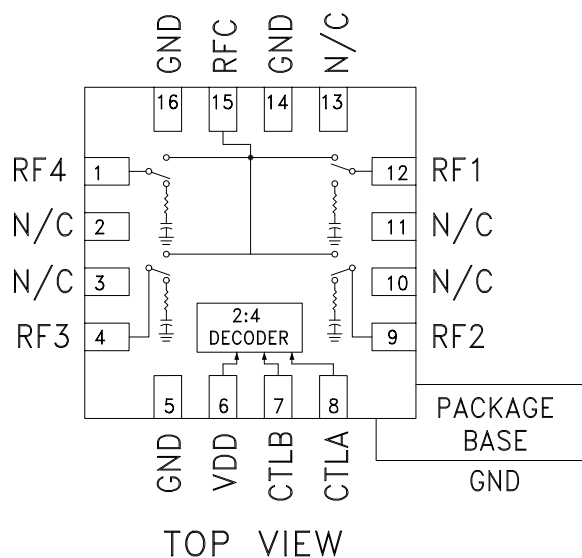 GND
RFC
GND
N/C
16
15
14
13
RF4
1
12
RF1
N/C
2
11
N/C
N/C
3
10
N/C
RF3
4
9
RF2
2:4
DECODER
5
6
7
8
GND
VDD
CTLB
CTLA
PACKAGE
BASE
GND
TOP VIEW